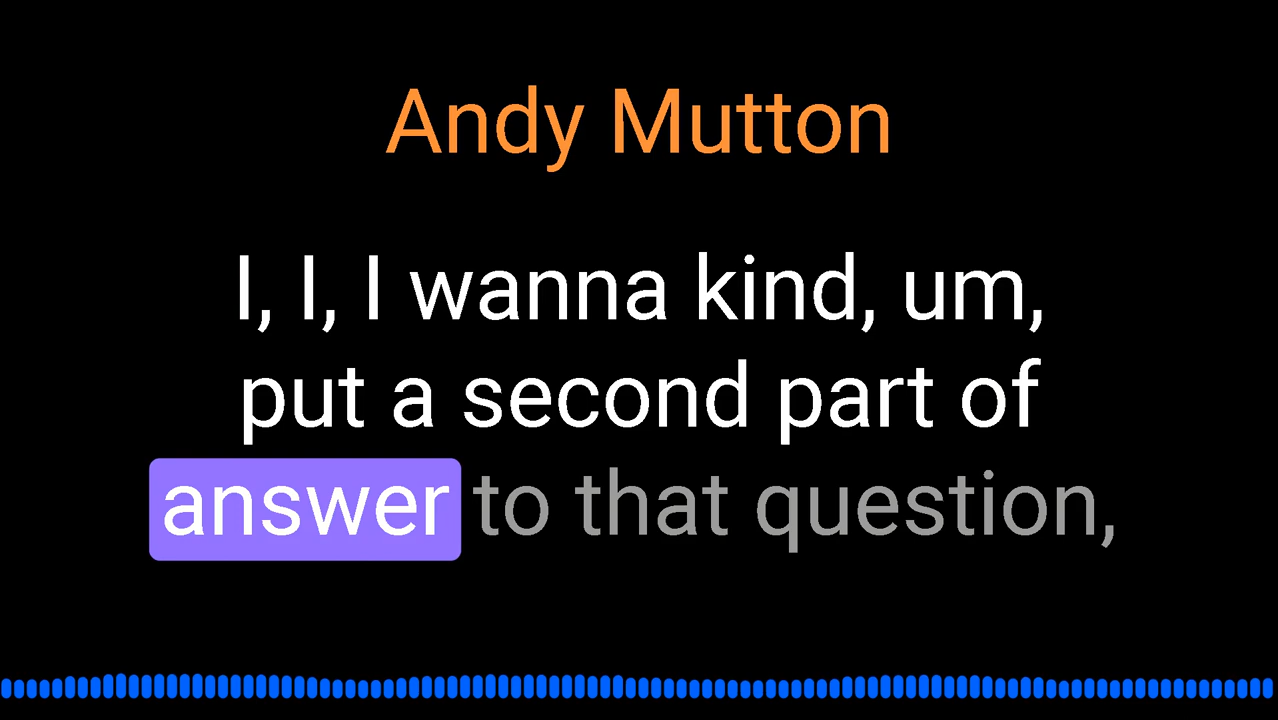 Andy Mutton
I, I, I wanna kind, um,
put a second part of
answer to that question,